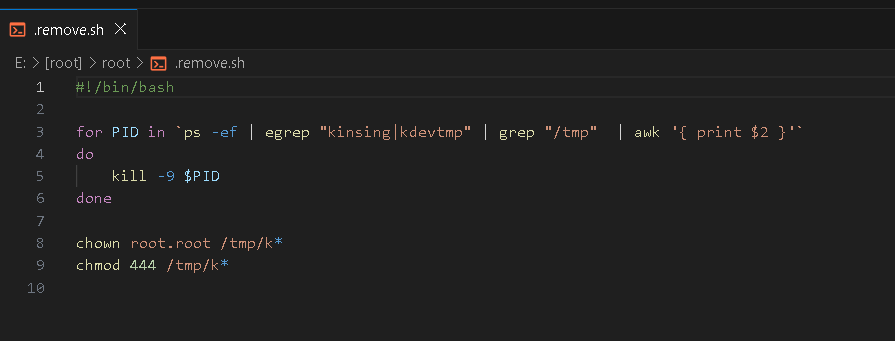 .remove.sh
E: > [root] > root > .remove.sh
1 #!/bin/bash
2
3 for PID in `ps -ef | egrep "kinsing|kdevtmp" | grep "/tmp"  | awk '{ print $2 }'`
4 do
5     kill -9 $PID
6 done
7
8 chown root.root /tmp/k*
9 chmod 444 /tmp/k*
10